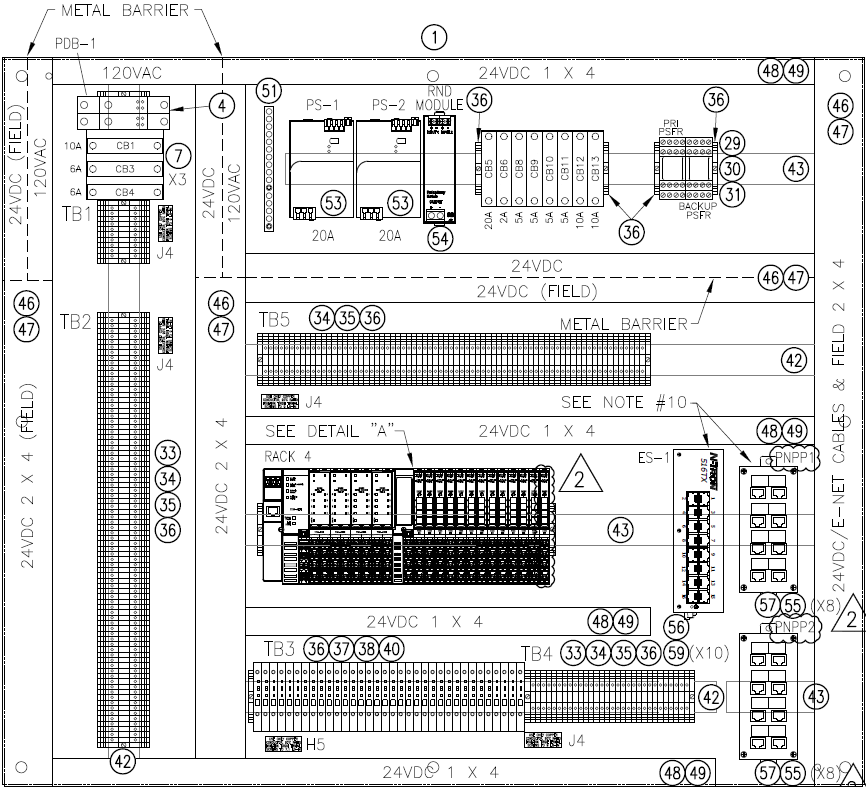 METAL BARRIER
1
PDB-1
120VAC
24VDC 1 X 4
48 49
51
PS-1
PS-2
RND
MODULE
36
36
46
47
4
PRI
PSFR
29
10A
CB1
7
X3
6A
CB3
6A
CB4
24VDC (FIELD)
120VAC
24VDC
120VAC
CB5
CB6
CB8
CB9
CB10
CB11
CB12
CB13
30
43
31
53
53
TB1
J4
20A
20A
54
20A
2A
5A
5A
5A
5A
10A
10A
36
BACKUP
PSFR
24VDC
46 47
24VDC (FIELD)
46
47
46
47
TB2
J4
TB5
34 35 36
METAL BARRIER
42
J4
SEE NOTE #10
24VDC 2 X 4 (FIELD)
24VDC 2 X 4
24VDC/E-NET CABLES & FIELD 2 X 4
SEE DETAIL "A"
24VDC 1 X 4
48 49
RACK 4
2
ES-1
N-TRON
516TX
PNPP1
33
34
35
36
43
57 55 (X8)
2
24VDC 1 X 4
48 49
56
PNPP2
TB3
36 37 38 40
TB4
33 34 35 36 59 (X10)
42
43
H5
J4
42
24VDC 1 X 4
48 49
57 55 (X8)